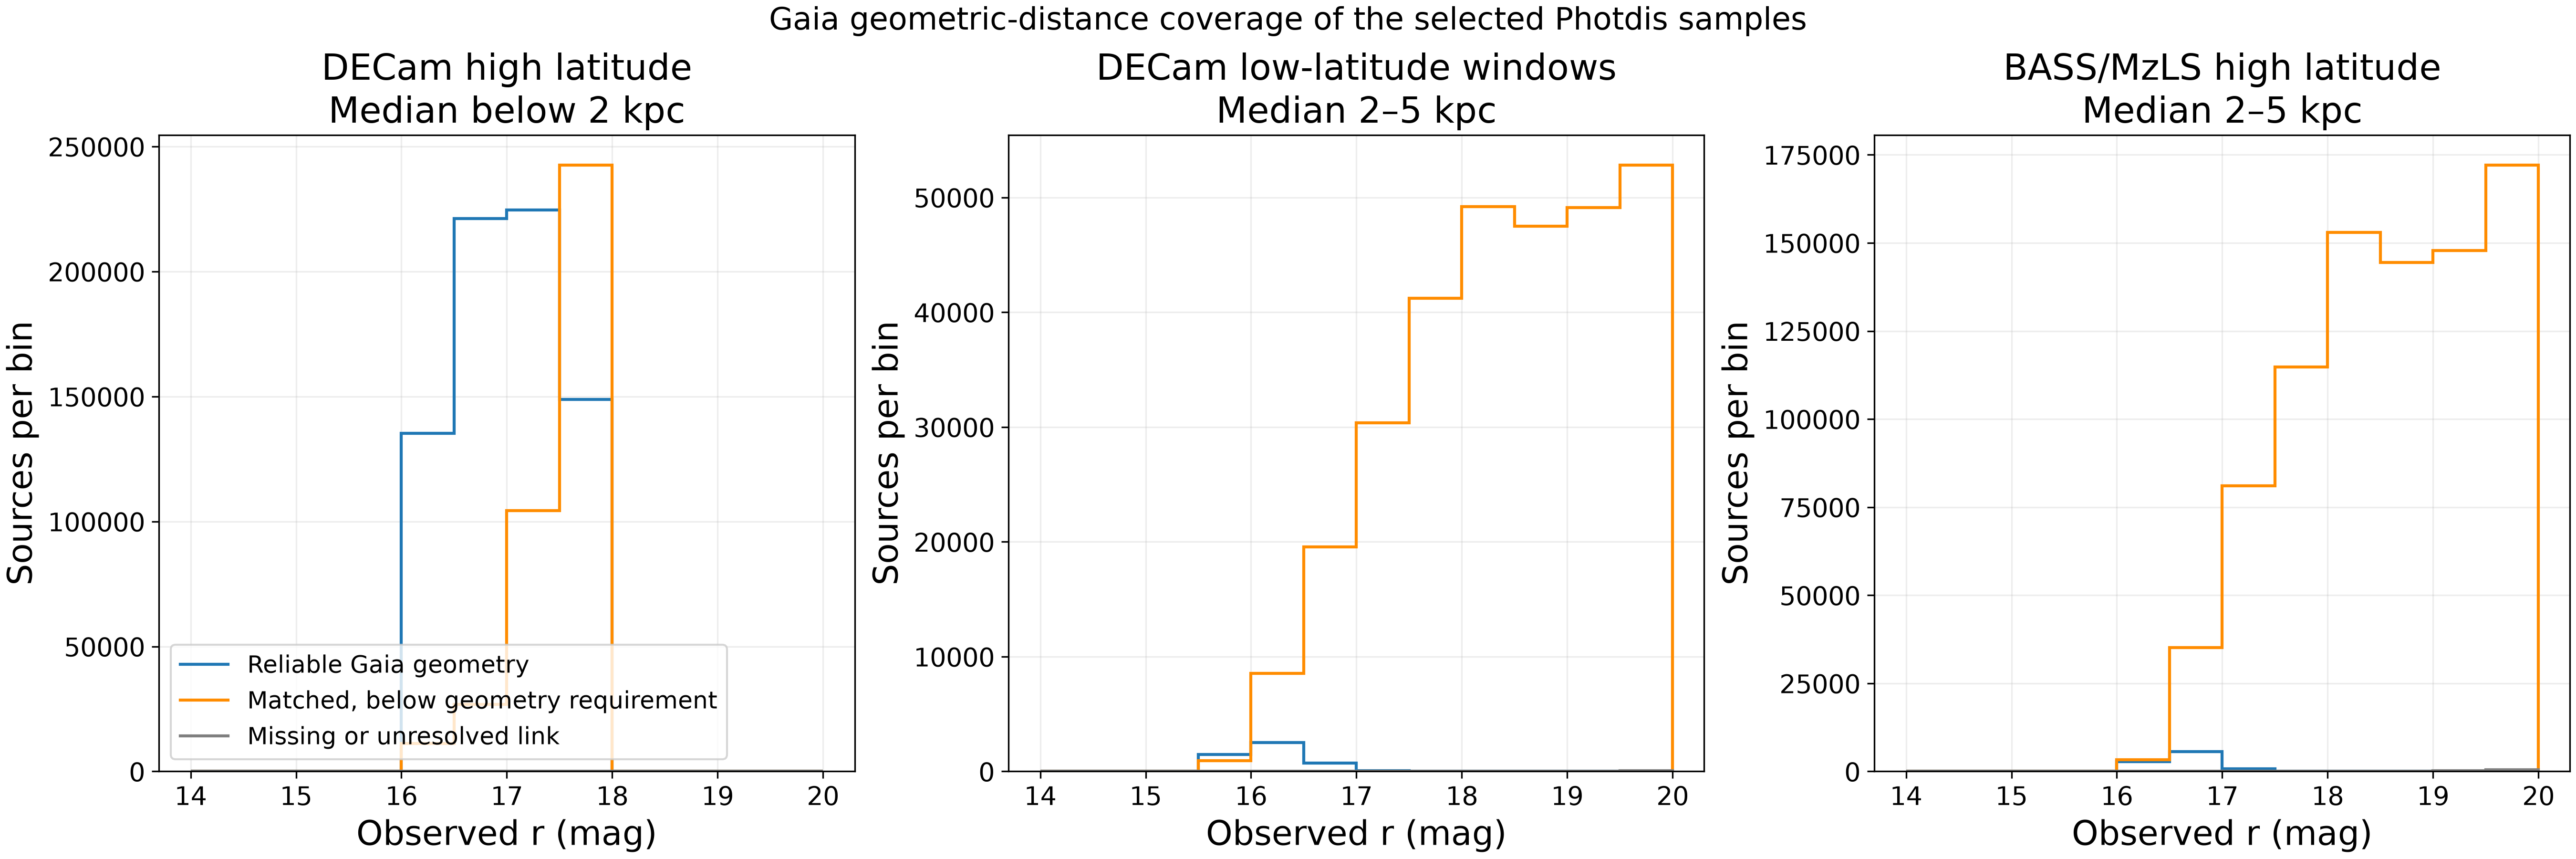 Gaia geometric-distance coverage of the selected Photdis samples
DECam high latitude
Median below 2 kpc
250000
200000
150000
100000
50000
0
Sources per bin
Reliable Gaia geometry
Matched, below geometry requirement
Missing or unresolved link
14 15 16 17 18 19 20
Observed r (mag)
DECam low-latitude windows
Median 2–5 kpc
50000
40000
30000
20000
10000
0
Sources per bin
14 15 16 17 18 19 20
Observed r (mag)
BASS/MzLS high latitude
Median 2–5 kpc
175000
150000
125000
100000
75000
50000
25000
0
Sources per bin
14 15 16 17 18 19 20
Observed r (mag)